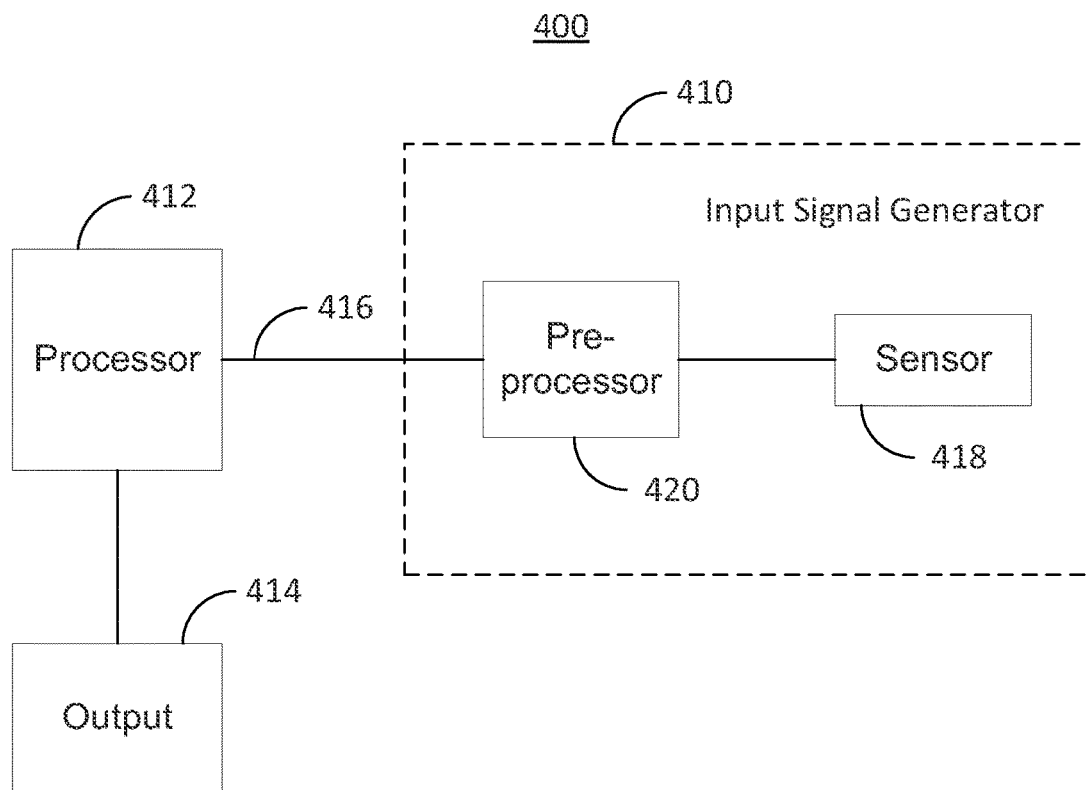 400
410
412
Input Signal Generator
416
Processor
Pre-
processor
Sensor
418
420
414
Output